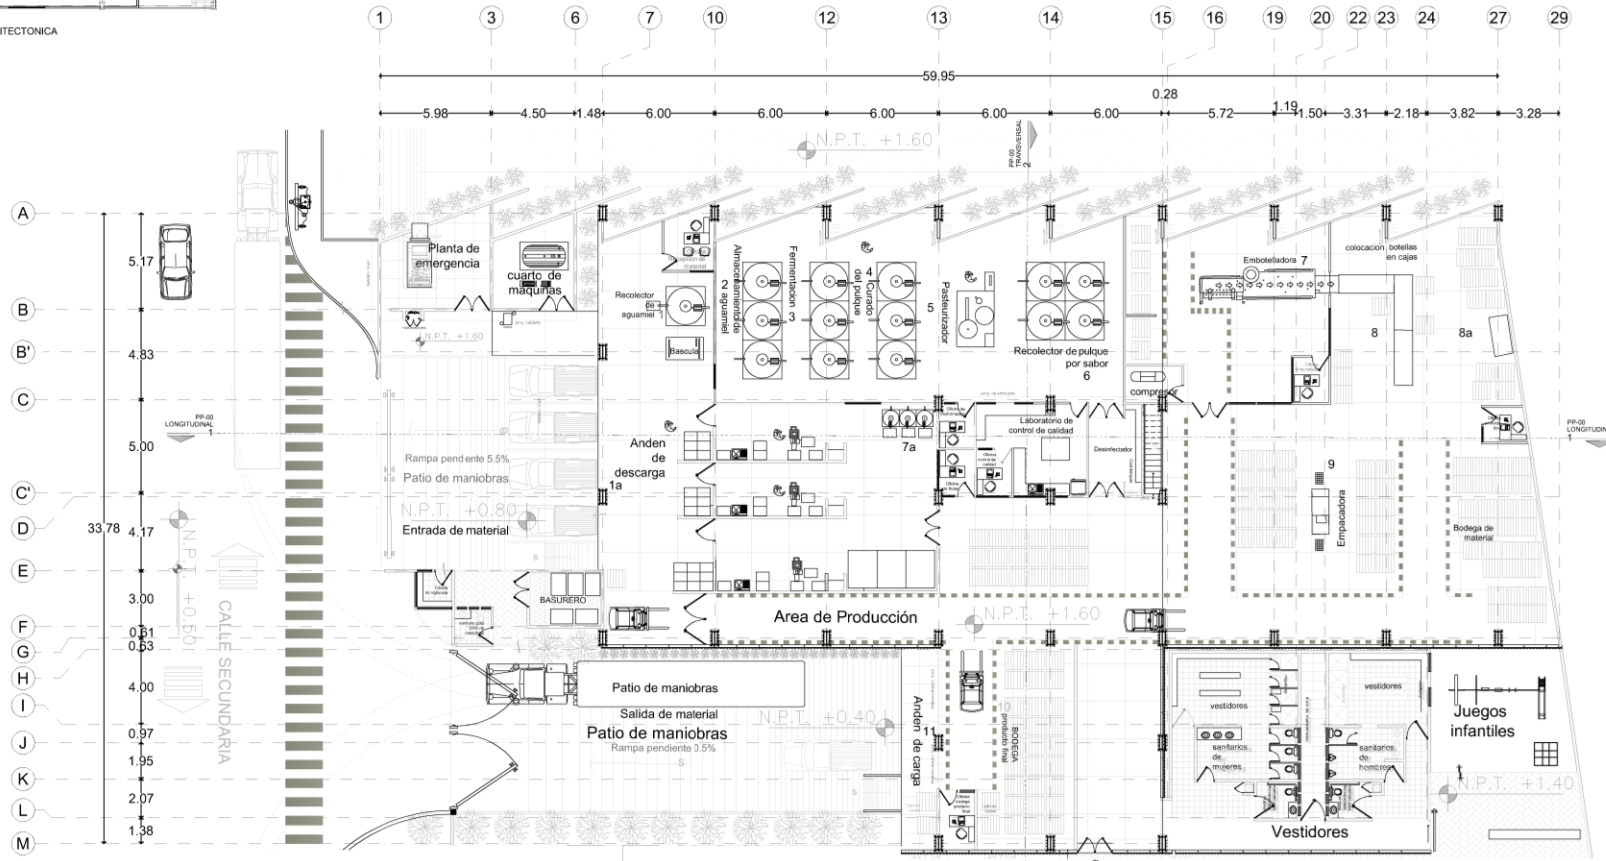 ITECTONICA
1 3 6 7 10 12 13 14 15 16 19 20 22 23 24 27 29
59.95
0.28
5.98 4.50 1.48 6.00 6.00 6.00 6.00 6.00 5.72 1.19 1.50 3.31 2.18 3.82 3.28
N.P.T. +1.60
PP-00
TRANSVERSAL
2
A
B
B'
C
C'
D
E
F
G
H
I
J
K
L
M
33.78
5.17
4.83
5.00
4.17
3.00
0.61
0.63
4.00
0.97
1.95
2.07
1.38
PP-00
LONGITUDINAL
1
N.P.T. +0.50
CALLE SECUNDARIA
Planta de
emergencia
cuarto de
maquinas
N.P.T. +1.60
Recolector
de
aguamiel
Bascula
Almacenamiento de
2 aguamiel
Fermentacion
3
4
Curado
del pulque
5
Pasteurizador
Recolector de pulque
por sabor
6
compresor
Embotelladora 7
colocacion botellas
en cajas
8
8a
Rampa pendiente 5.5%
Patio de maniobras
N.P.T. +0.80
Entrada de material
Anden
de
descarga
1a
7a
Laboratorio de
control de calidad
Desinfectador
9
Empacadora
Bodega de
material
PP-00
LONGITUDIN
1
BASURERO
Area de Producción
N.P.T. +1.60
Patio de maniobras
Salida de material
Patio de maniobras
Rampa pendiente 0.5%
S
N.P.T. +0.40
Anden de carga
11
10
BODEGA
producto final
vestidores
sanitarios
de
mujeres
vestidores
sanitarios
de
hombres
Vestidores
Juegos
infantiles
N.P.T. +1.40